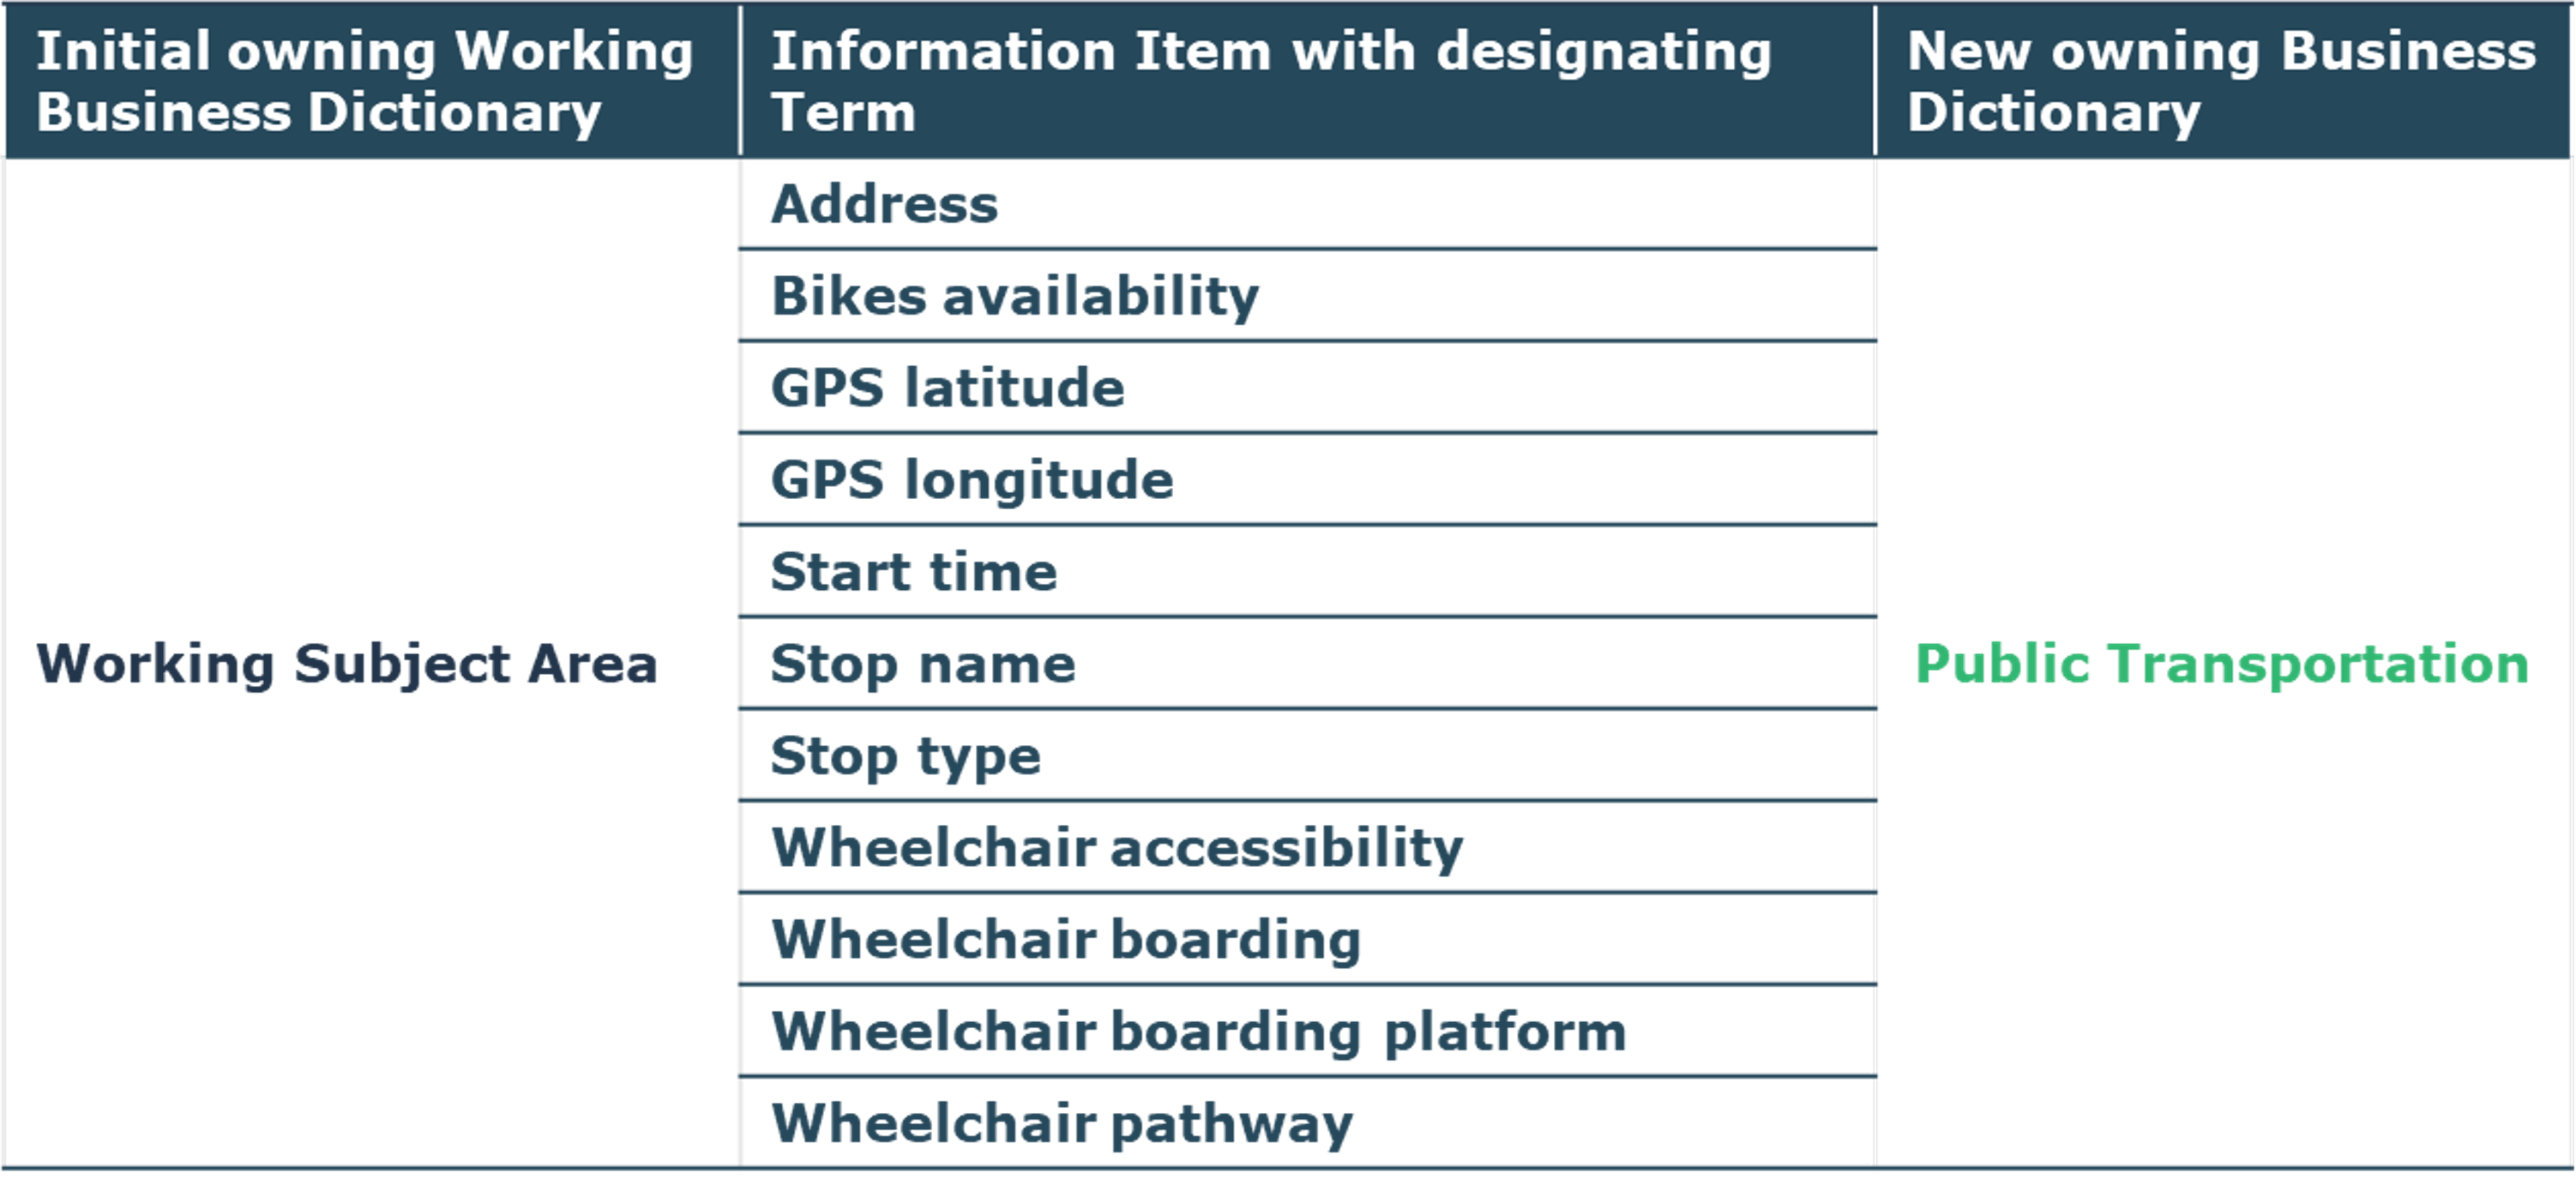 Initial owning Working
Business Dictionary
Information Item with designating
Term
New owning Business
Dictionary
Working Subject Area
Address
Bikes availability
GPS latitude
GPS longitude
Start time
Stop name
Stop type
Wheelchair accessibility
Wheelchair boarding
Wheelchair boarding platform
Wheelchair pathway
Public Transportation